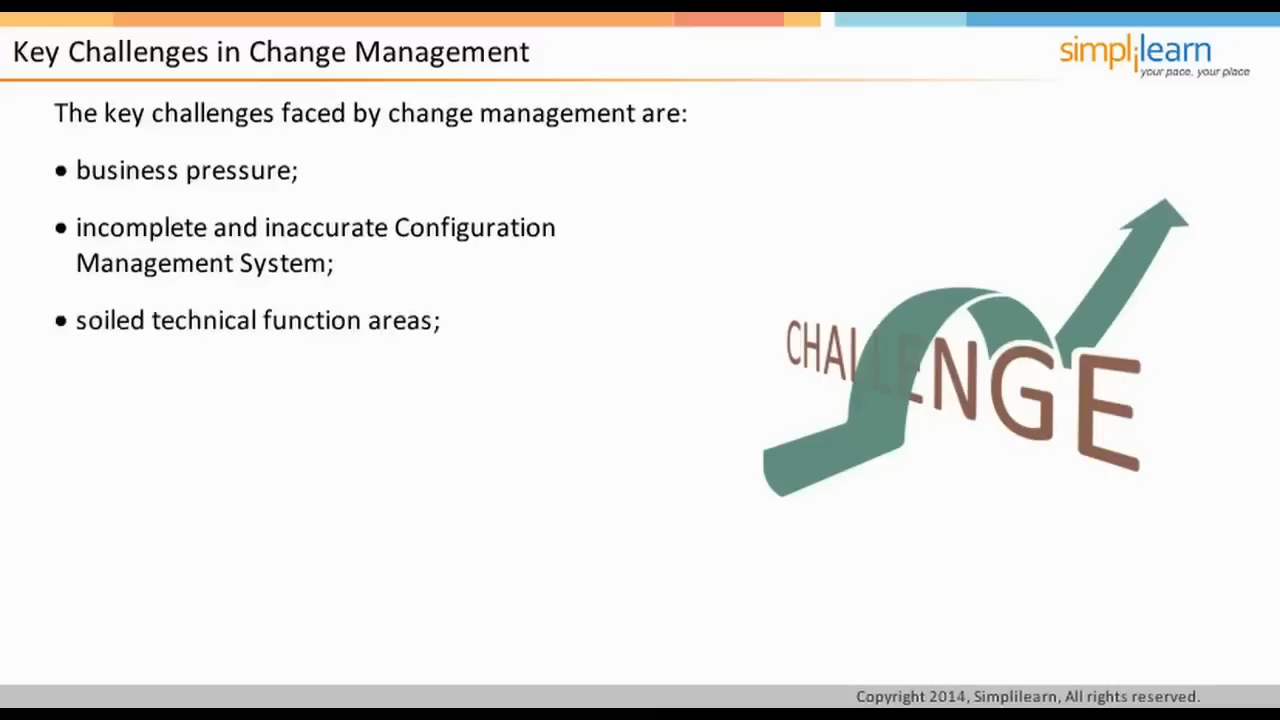 Key Challenges in Change Management
simplilearn
your pace, your place
The key challenges faced by change management are:
• business pressure;
• incomplete and inaccurate Configuration
Management System;
• soiled technical function areas;
CHALLENGE
Copyright 2014, Simplilearn, All rights reserved.